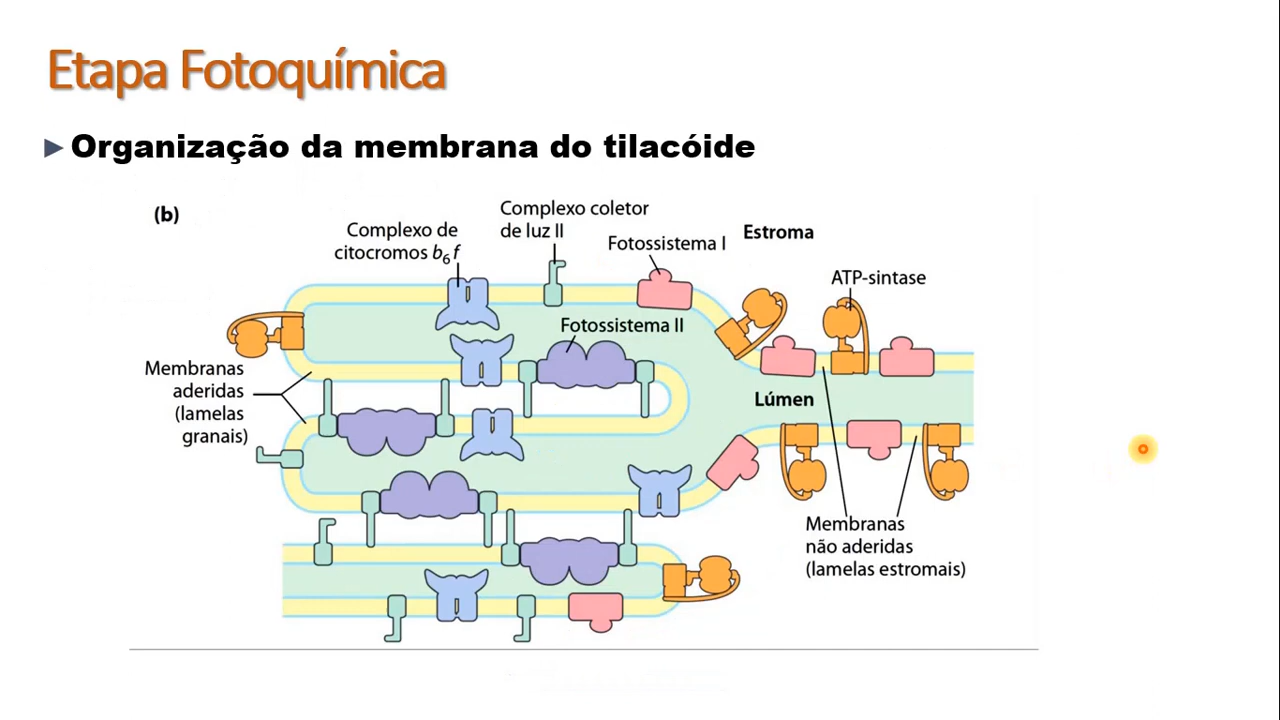 Etapa Fotoquímica
► Organização da membrana do tilacóide
(b)
Complexo de
citocromos b₆f
Complexo coletor
de luz II
Fotossistema I
Estroma
ATP-sintase
Fotossistema II
Membranas
aderidas
(lamelas
granais)
Lúmen
Membranas
não aderidas
(lamelas estromais)